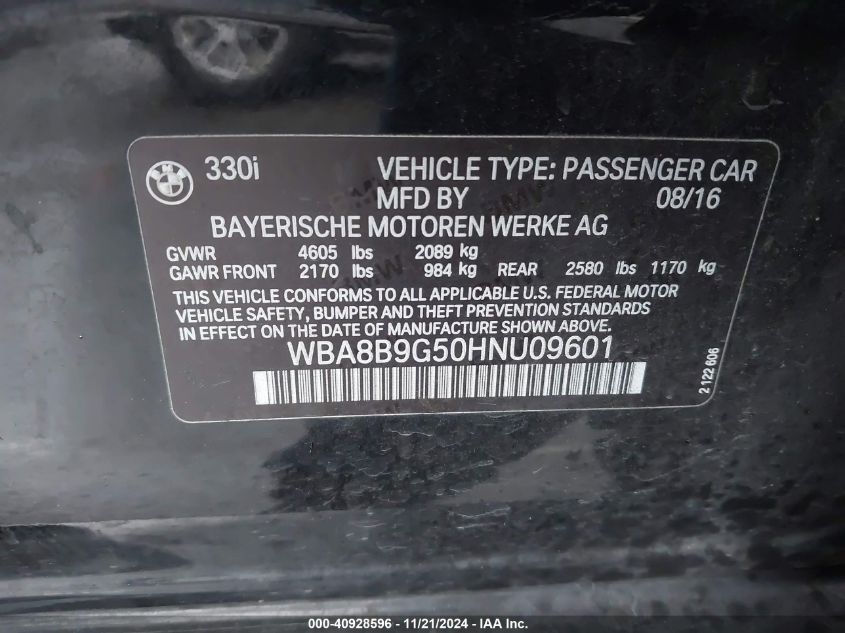 330i VEHICLE TYPE: PASSENGER CAR
MFD BY 08/16
BAYERISCHE MOTOREN WERKE AG
GVWR 4605 lbs 2089 kg
GAWR FRONT 2170 lbs 984 kg REAR 2580 lbs 1170 kg
THIS VEHICLE CONFORMS TO ALL APPLICABLE U.S. FEDERAL MOTOR
VEHICLE SAFETY, BUMPER AND THEFT PREVENTION STANDARDS
IN EFFECT ON THE DATE OF MANUFACTURE SHOWN ABOVE.
WBA8B9G50HNU09601
2 122 606
000-40928596 - 11/21/2024 - IAA Inc.